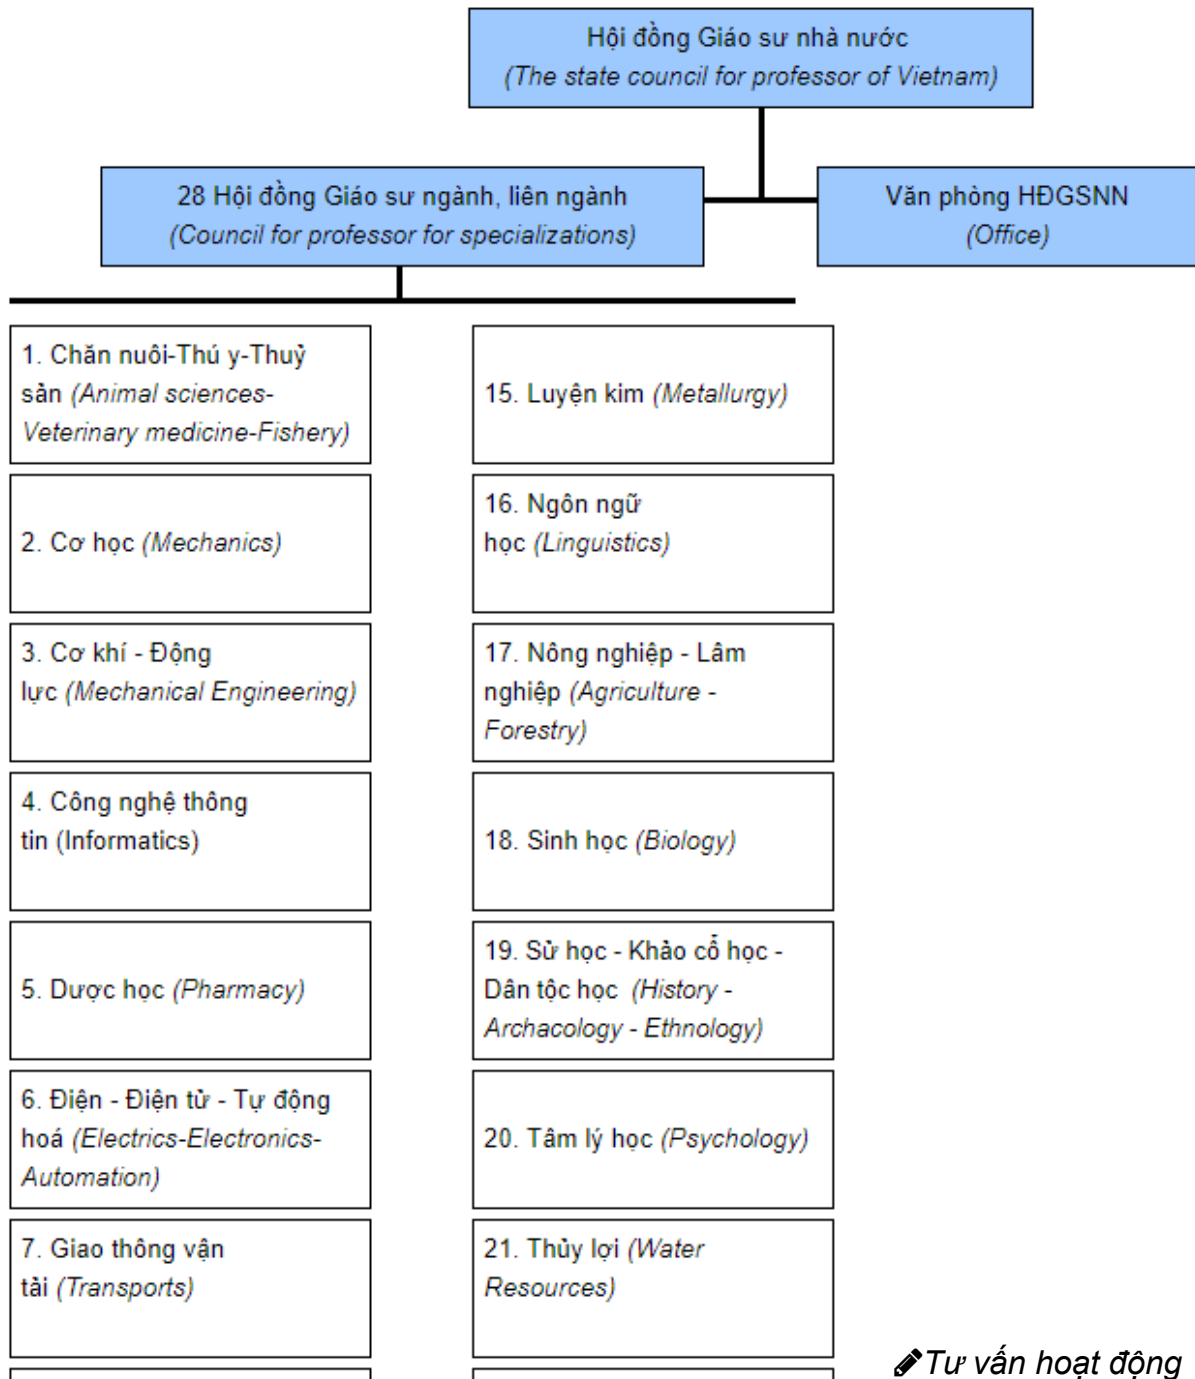 Hội đồng Giáo sư nhà nước
(The state council for professor of Vietnam)
28 Hội đồng Giáo sư ngành, liên ngành
(Council for professor for specializations)
Văn phòng HĐGSNN
(Office)
1. Chăn nuôi-Thú y-Thuỷ
sản (Animal sciences-
Veterinary medicine-Fishery)
2. Cơ học (Mechanics)
3. Cơ khí - Động
lực (Mechanical Engineering)
4. Công nghệ thông
tin (Informatics)
5. Dược học (Pharmacy)
6. Điện - Điện tử - Tự động
hoá (Electrics-Electronics-
Automation)
7. Giao thông vận
tải (Transports)
15. Luyện kim (Metallurgy)
16. Ngôn ngữ
học (Linguistics)
17. Nông nghiệp - Lâm
nghiệp (Agriculture -
Forestry)
18. Sinh học (Biology)
19. Sử học - Khảo cổ học -
Dân tộc học (History -
Archacology - Ethnology)
20. Tâm lý học (Psychology)
21. Thủy lợi (Water
Resources)
Tư vấn hoạt động